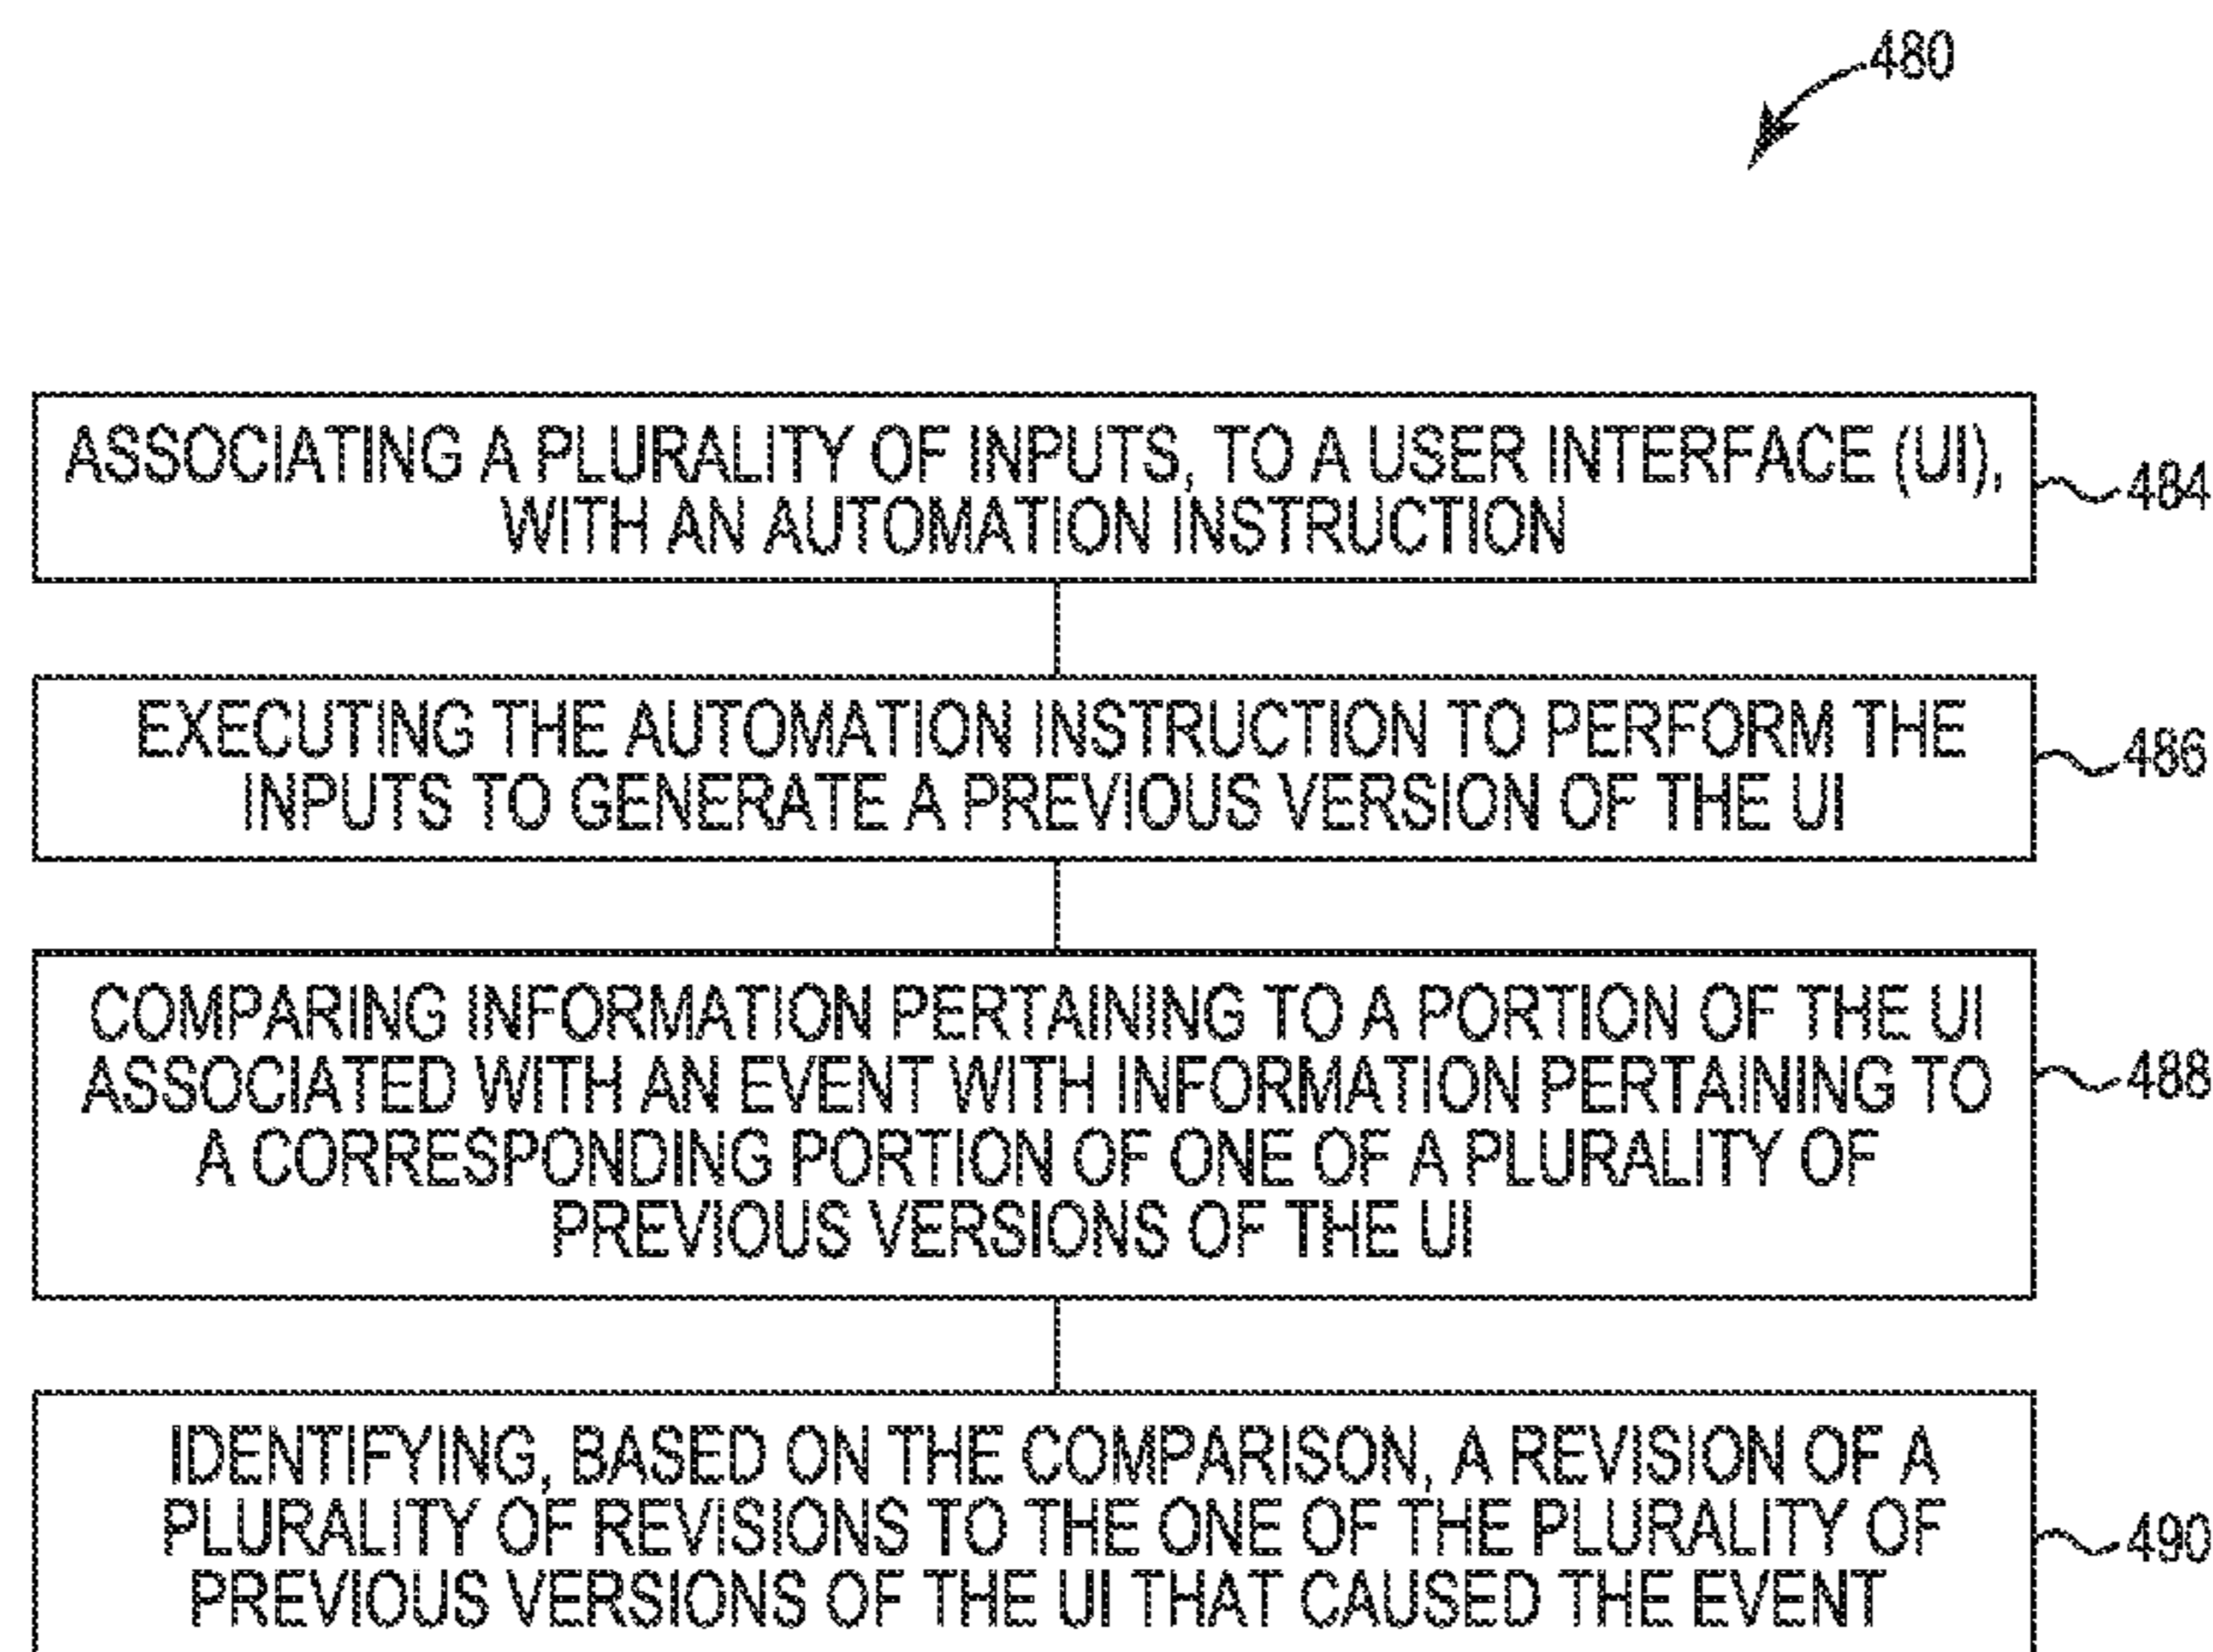 480
ASSOCIATING A PLURALITY OF INPUTS, TO A USER INTERFACE (UI),
WITH AN AUTOMATION INSTRUCTION
484
EXECUTING THE AUTOMATION INSTRUCTION TO PERFORM THE
INPUTS TO GENERATE A PREVIOUS VERSION OF THE UI
486
COMPARING INFORMATION PERTAINING TO A PORTION OF THE UI
ASSOCIATED WITH AN EVENT WITH INFORMATION PERTAINING TO
A CORRESPONDING PORTION OF ONE OF A PLURALITY OF
PREVIOUS VERSIONS OF THE UI
488
IDENTIFYING, BASED ON THE COMPARISON, A REVISION OF A
PLURALITY OF REVISIONS TO THE ONE OF THE PLURALITY OF
PREVIOUS VERSIONS OF THE UI THAT CAUSED THE EVENT
490